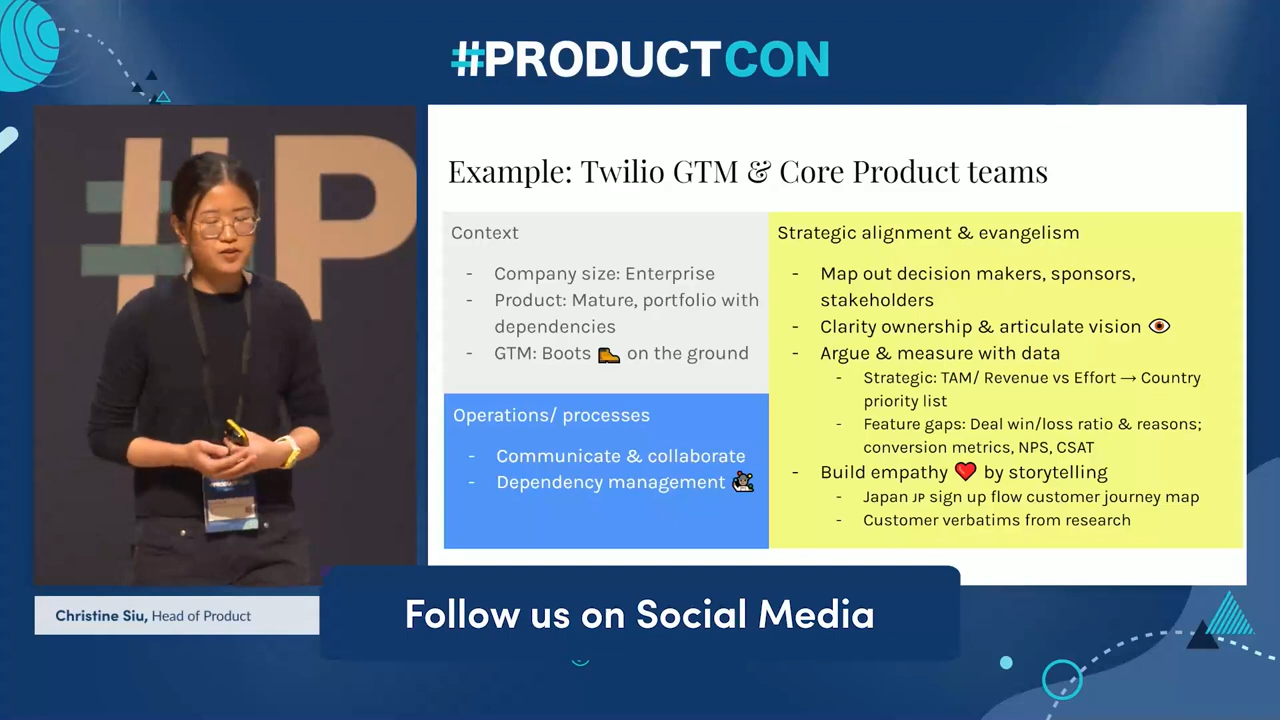 #PRODUCTCON
#P
Example: Twilio GTM & Core Product teams
Context
- Company size: Enterprise
- Product: Mature, portfolio with
dependencies
- GTM: Boots 🥾 on the ground
Operations/ processes
- Communicate & collaborate
- Dependency management
Strategic alignment & evangelism
- Map out decision makers, sponsors,
stakeholders
- Clarity ownership & articulate vision 👁
- Argue & measure with data
- Strategic: TAM/ Revenue vs Effort → Country
priority list
- Feature gaps: Deal win/loss ratio & reasons;
conversion metrics, NPS, CSAT
- Build empathy ❤️ by storytelling
- Japan JP sign up flow customer journey map
- Customer verbatims from research
Christine Siu, Head of Product
Follow us on Social Media